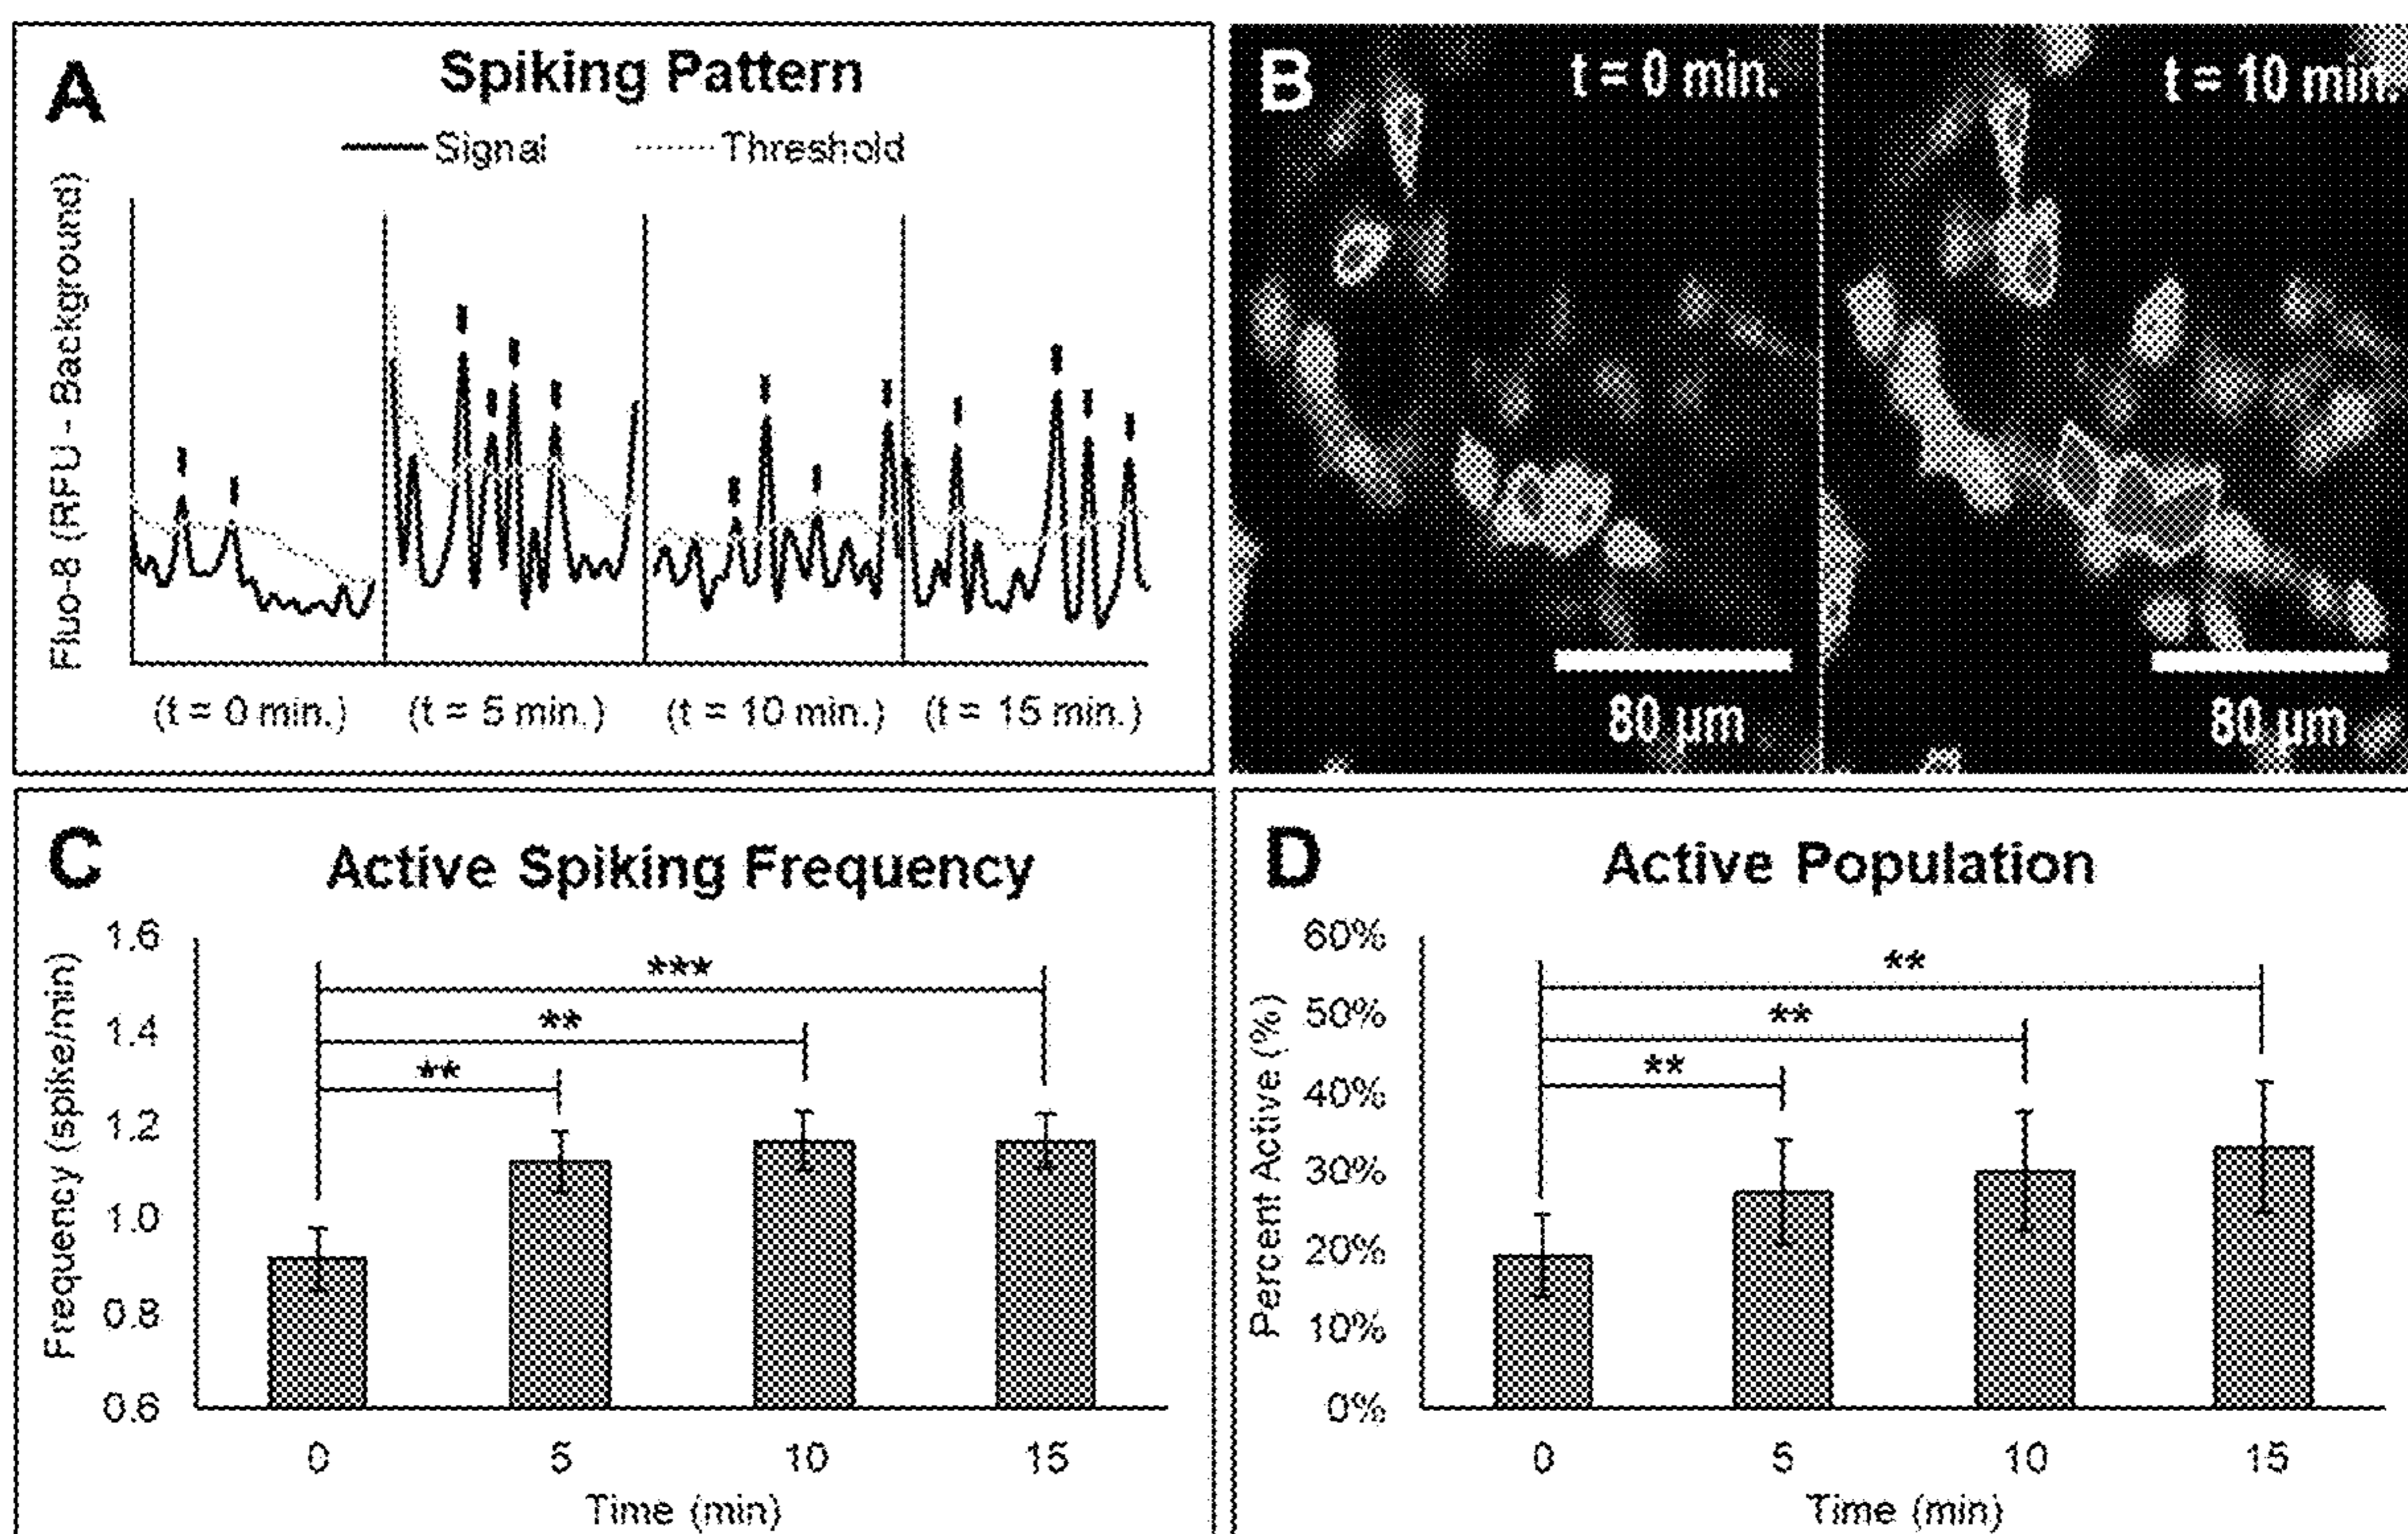 A
Spiking Pattern
Signal
Threshold
Fluo-8 (RFU - Background)
(t = 0 min.)
(t = 5 min.)
(t = 10 min.)
(t = 15 min.)
B
t = 0 min.
80 µm
t = 10 min.
80 µm
C
Active Spiking Frequency
Frequency (spike/min)
1.6
1.4
1.2
1.0
0.8
0.6
***
**
**
0
5
10
15
Time (min)
D
Active Population
Percent Active (%)
60%
50%
40%
30%
20%
10%
0%
**
**
**
0
5
10
15
Time (min)